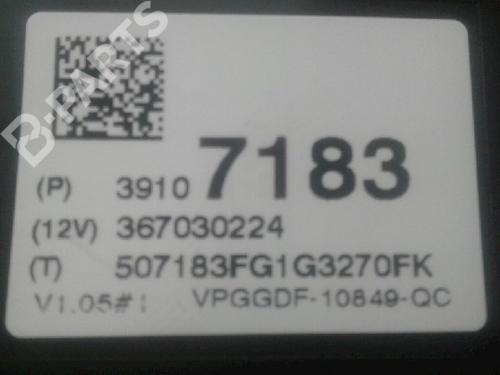 B-PARTS
(P) 3910 7183
(12V) 367030224
(T) 507183FG1G3270FK
V1.05#1 VPGGDF-10849-QC